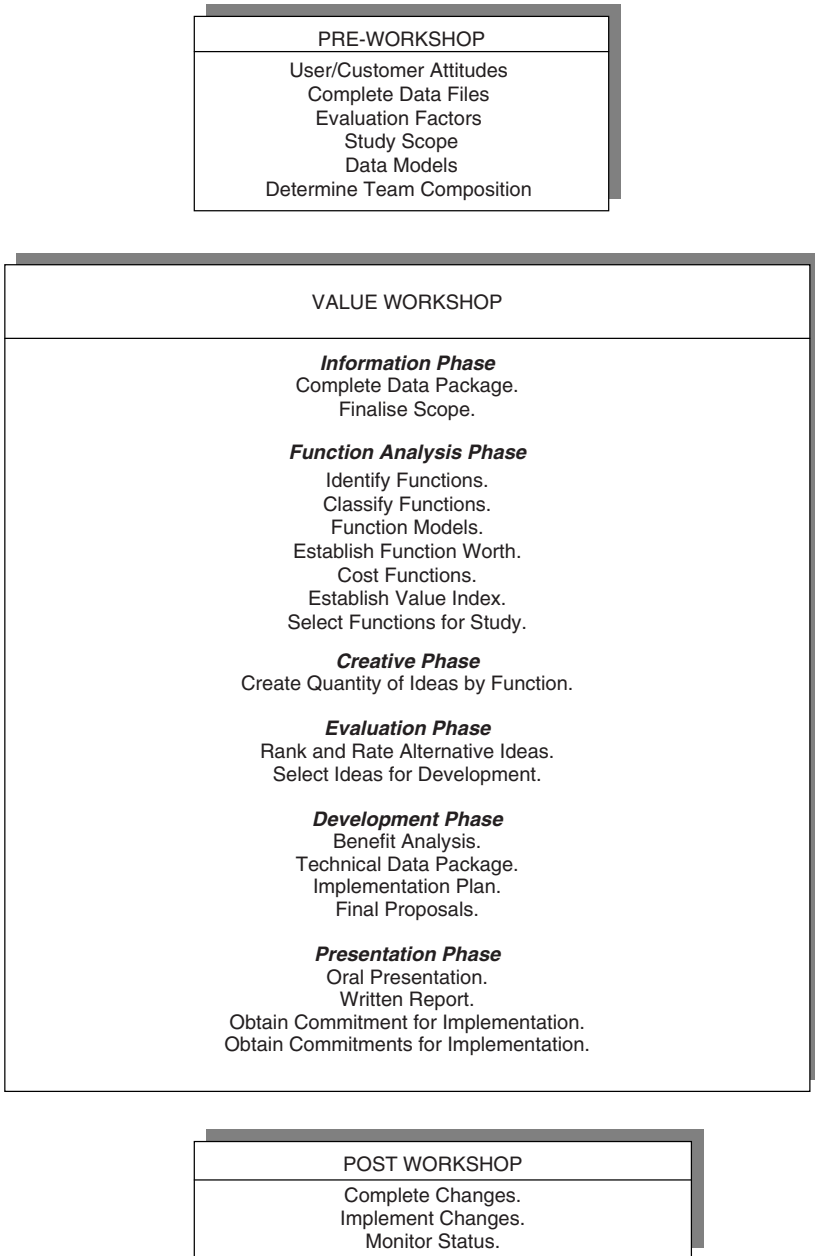 PRE-WORKSHOP
User/Customer Attitudes
Complete Data Files
Evaluation Factors
Study Scope
Data Models
Determine Team Composition
VALUE WORKSHOP
Information Phase
Complete Data Package.
Finalise Scope.
Function Analysis Phase
Identify Functions.
Classify Functions.
Function Models.
Establish Function Worth.
Cost Functions.
Establish Value Index.
Select Functions for Study.
Creative Phase
Create Quantity of Ideas by Function.
Evaluation Phase
Rank and Rate Alternative Ideas.
Select Ideas for Development.
Development Phase
Benefit Analysis.
Technical Data Package.
Implementation Plan.
Final Proposals.
Presentation Phase
Oral Presentation.
Written Report.
Obtain Commitment for Implementation.
Obtain Commitments for Implementation.
POST WORKSHOP
Complete Changes.
Implement Changes.
Monitor Status.